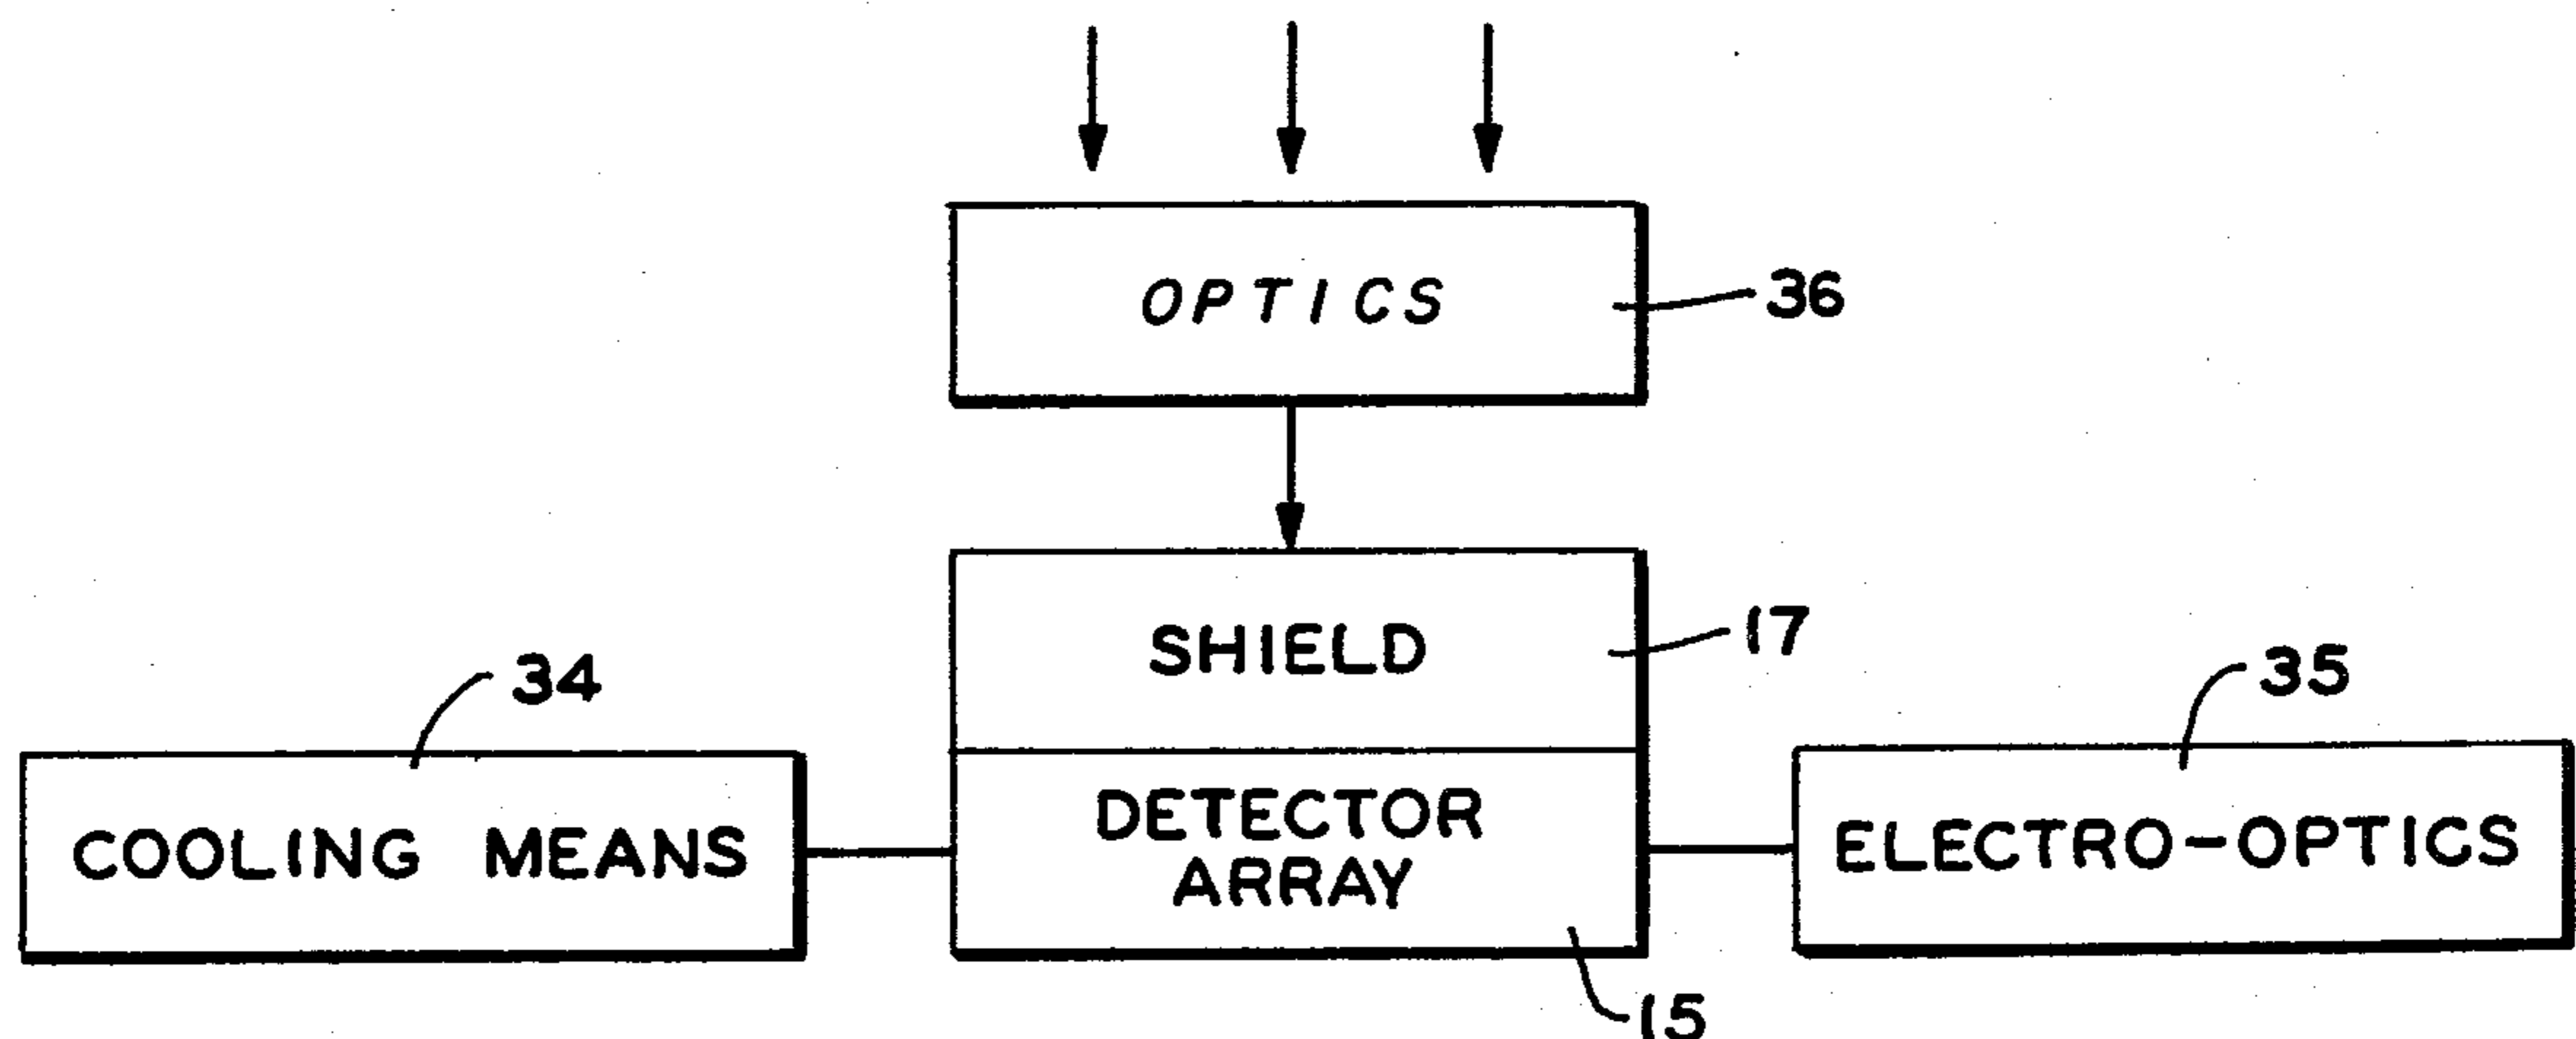 OPTICS
36
SHIELD
17
34
35
COOLING MEANS
DETECTOR
ARRAY
ELECTRO-OPTICS
15